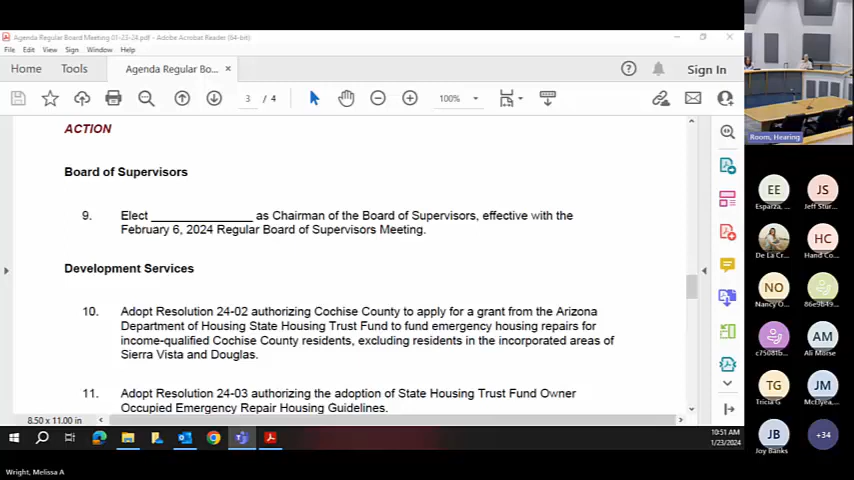 Agenda Regular Board Meeting 01-23-24.pdf - Adobe Acrobat Reader (64-bit)
File Edit View Sign Window Help
Home Tools Agenda Regular Bo... × Sign In
3 / 4 100%
ACTION
Board of Supervisors
9. Elect _______________ as Chairman of the Board of Supervisors, effective with the
February 6, 2024 Regular Board of Supervisors Meeting.
Development Services
10. Adopt Resolution 24-02 authorizing Cochise County to apply for a grant from the Arizona
Department of Housing State Housing Trust Fund to fund emergency housing repairs for
income-qualified Cochise County residents, excluding residents in the incorporated areas of
Sierra Vista and Douglas.
11. Adopt Resolution 24-03 authorizing the adoption of State Housing Trust Fund Owner
Occupied Emergency Repair Housing Guidelines.
8.50 x 11.00 in
10:51 AM
1/23/2024
Wright, Melissa A
Room, Hearing
EE JS
Esparza, ... Jeff Stur...
HC
De La Cr... Hand Co...
NO
Nancy O... 86e9b49...
AM
c75081b... Ali Morse
TG JM
Tricia G McElyea,...
JB +34
Joy Banks